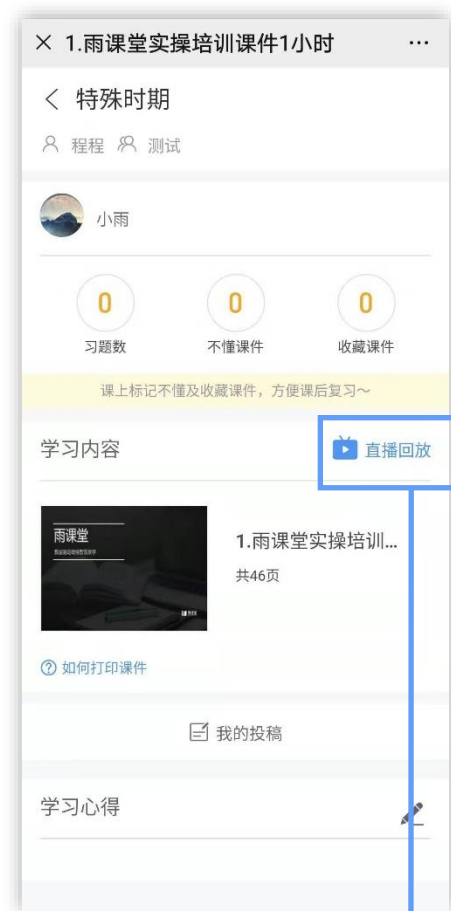 × 1.雨课堂实操培训课件1小时 ...
< 特殊时期
程程 测试
小雨
0 0 0
习题数 不懂课件 收藏课件
课上标记不懂及收藏课件，方便课后复习～
学习内容 直播回放
雨课堂
1.雨课堂实操培训...
共46页
? 如何打印课件
我的投稿
学习心得